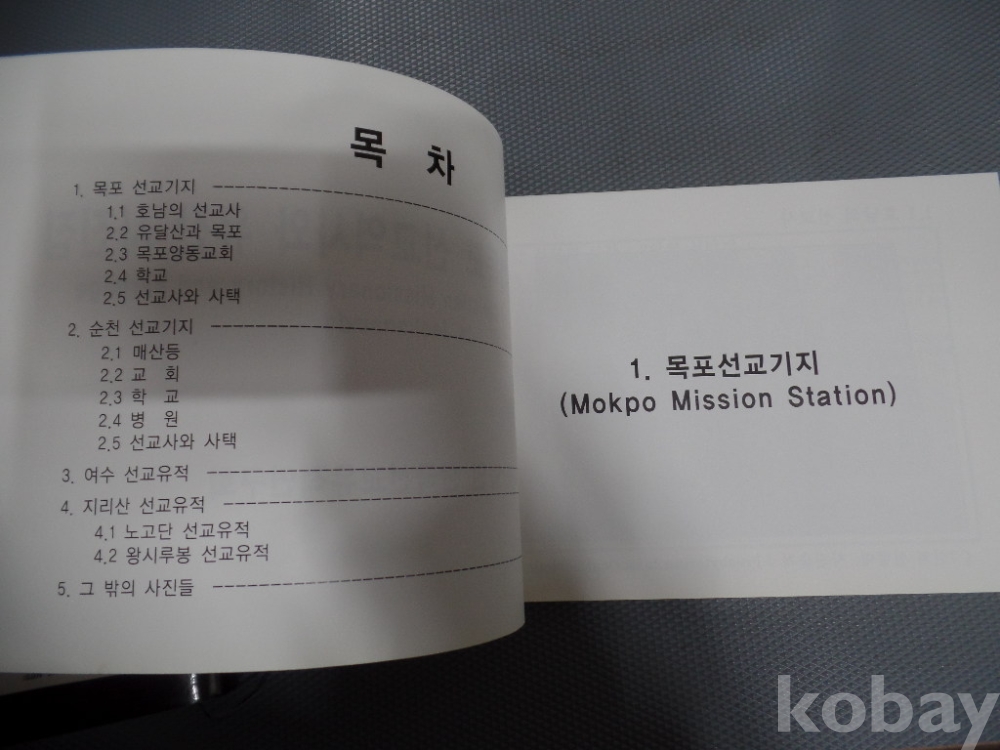 목 차
1. 목포 선교기지 ------------------------
1.1 호남의 선교사
2.2 유달산과 목포
2.3 목포양동교회
2.4 학교
2.5 선교사와 사택
2. 순천 선교기지 ------------------------
2.1 매산등
2.2 교 회
2.3 학 교
2.4 병 원
2.5 선교사와 사택
3. 여수 선교유적 ------------------------
4. 지리산 선교유적 ------------------------
4.1 노고단 선교유적
4.2 왕시루봉 선교유적
5. 그 밖의 사진들 ------------------------
1. 목포선교기지
(Mokpo Mission Station)
kobay